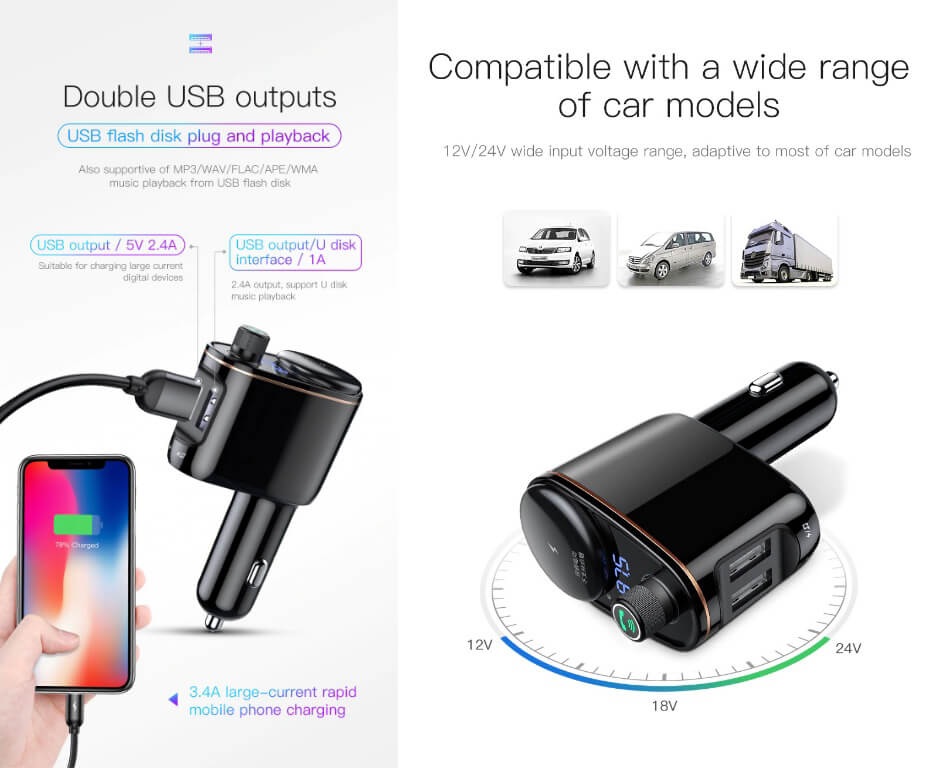 Double USB outputs
USB flash disk plug and playback
Also supportive of MP3/WAV/FLAC/APE/WMA
music playback from USB flash disk
USB output / 5V 2.4A
Suitable for charging large current
digital devices
USB output/U disk
interface / 1A
2.4A output, support U disk
music playback
78% Charged
3.4A large-current rapid
mobile phone charging
Compatible with a wide range
of car models
12V/24V wide input voltage range, adaptive to most of car models
12V
18V
24V